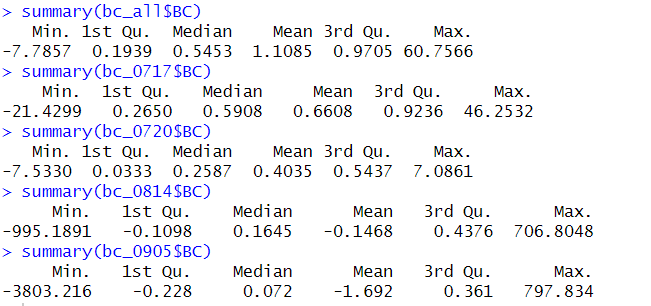 > summary(bc_all$BC)
Min. 1st Qu. Median Mean 3rd Qu. Max.
-7.7857 0.1939 0.5453 1.1085 0.9705 60.7566
> summary(bc_0717$BC)
Min. 1st Qu. Median Mean 3rd Qu. Max.
-21.4299 0.2650 0.5908 0.6608 0.9236 46.2532
> summary(bc_0720$BC)
Min. 1st Qu. Median Mean 3rd Qu. Max.
-7.5330 0.0333 0.2587 0.4035 0.5437 7.0861
> summary(bc_0814$BC)
Min. 1st Qu. Median Mean 3rd Qu. Max.
-995.1891 -0.1098 0.1645 -0.1468 0.4376 706.8048
> summary(bc_0905$BC)
Min. 1st Qu. Median Mean 3rd Qu. Max.
-3803.216 -0.228 0.072 -1.692 0.361 797.834